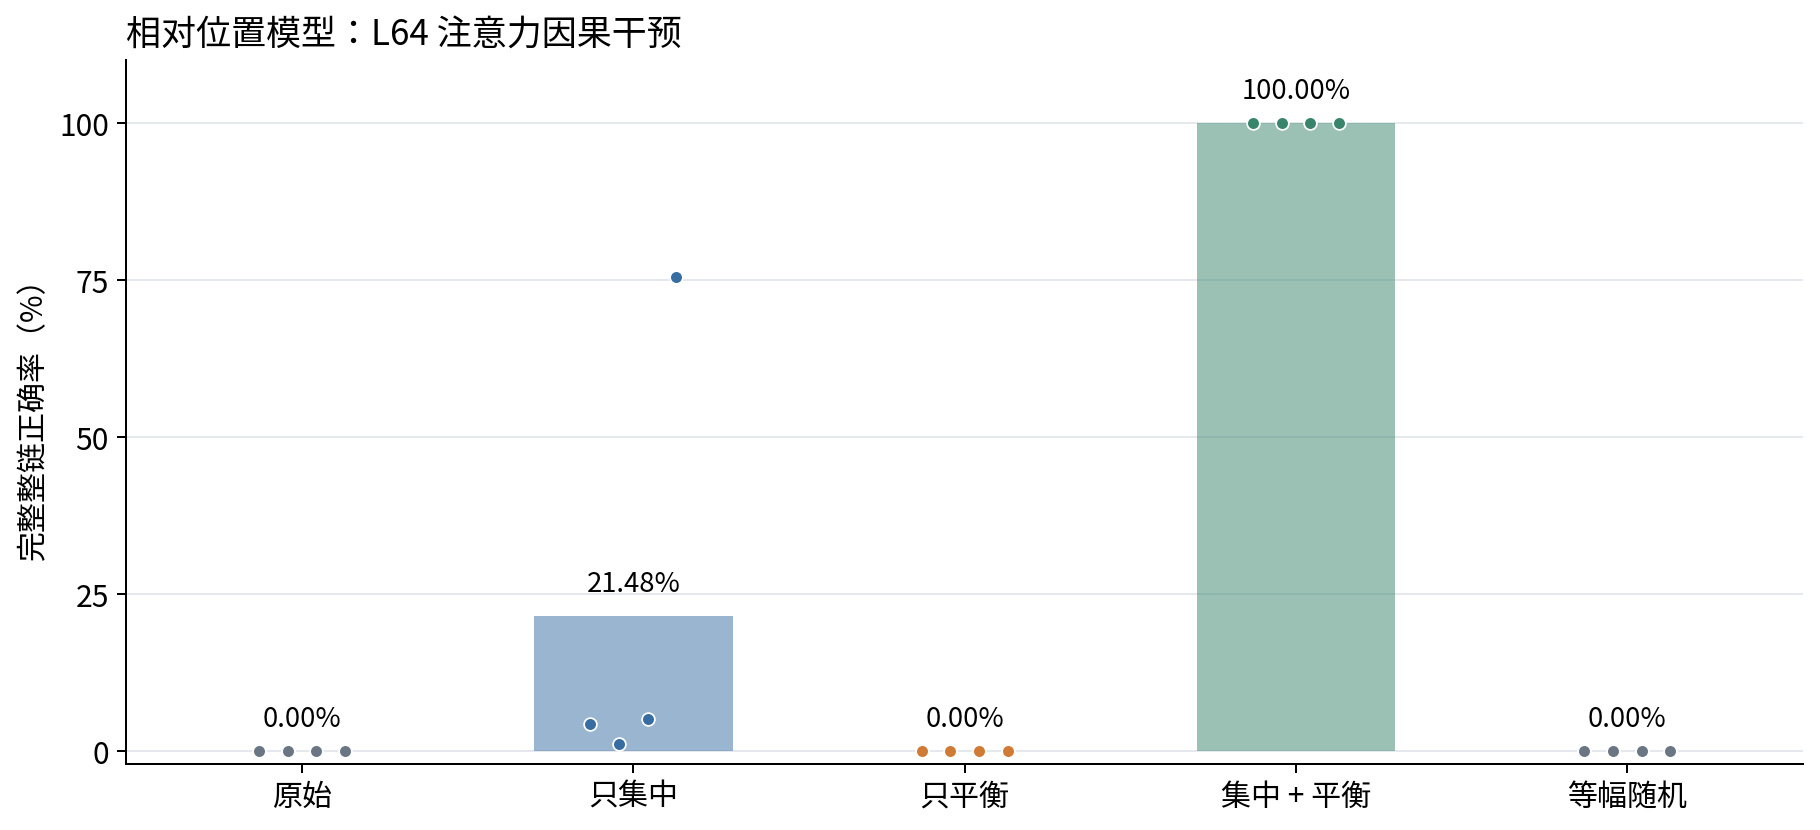 相对位置模型：L64 注意力因果干预
完整整链正确率（%）
100
75
50
25
0
0.00%
21.48%
0.00%
100.00%
0.00%
原始
只集中
只平衡
集中 + 平衡
等幅随机